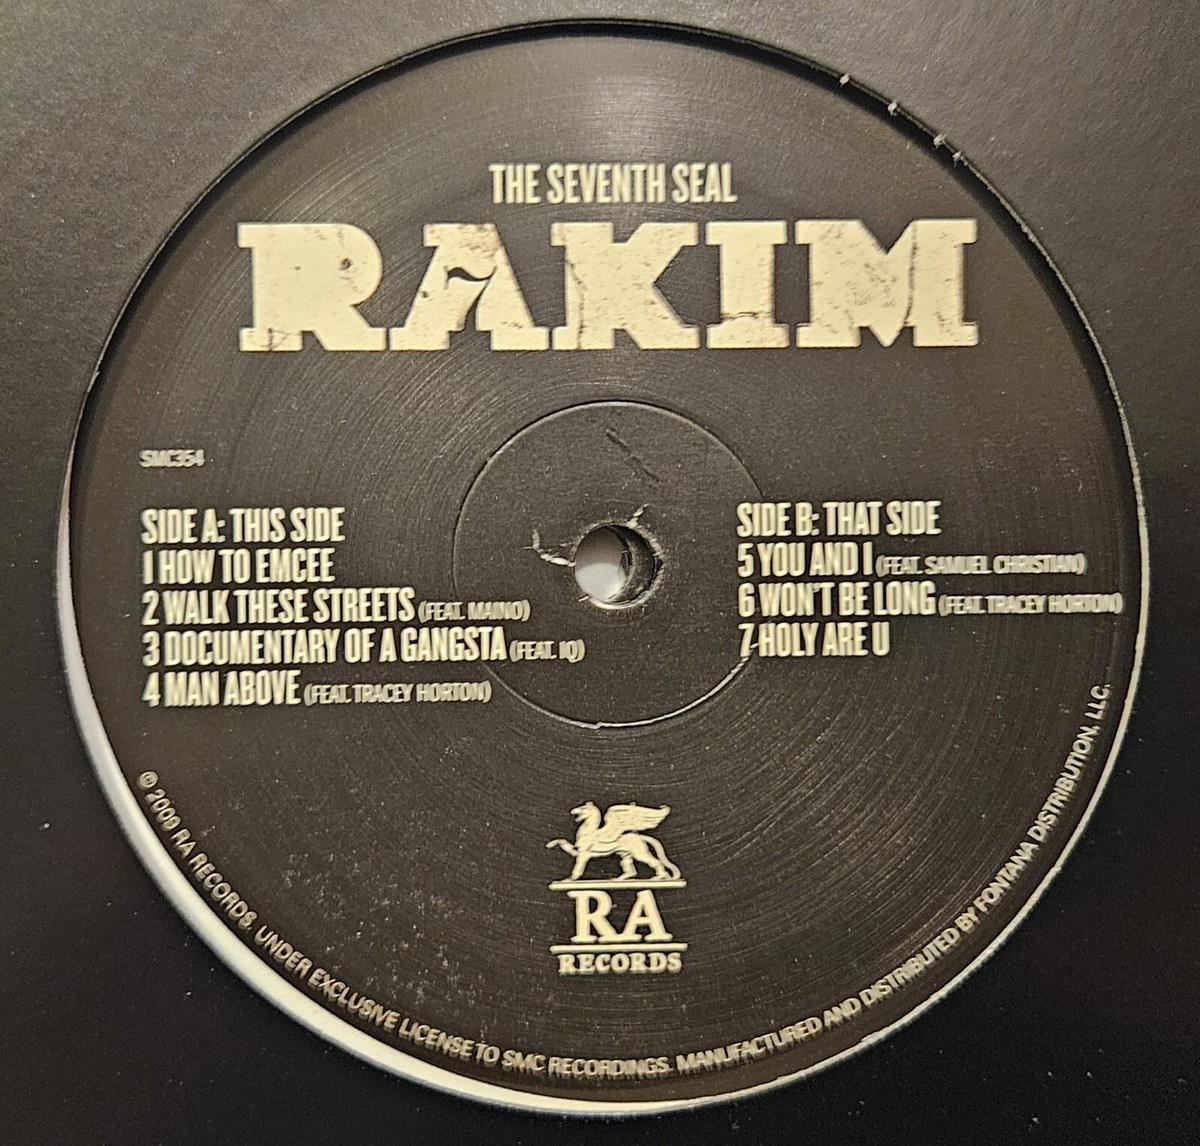 THE SEVENTH SEAL
RAKIM
SMC354
SIDE A: THIS SIDE
1 HOW TO EMCEE
2 WALK THESE STREETS (FEAT. MAINO)
3 DOCUMENTARY OF A GANGSTA (FEAT. IQ)
4 MAN ABOVE (FEAT. TRACEY HORTON)
SIDE B: THAT SIDE
5 YOU AND I (FEAT. SAMUEL CHRISTIAN)
6 WON'T BE LONG (FEAT. TRACEY HORTON)
7 HOLY ARE U
RA
RECORDS
© 2009 RA RECORDS. UNDER EXCLUSIVE LICENSE TO SMC RECORDINGS. MANUFACTURED AND DISTRIBUTED BY FONTANA DISTRIBUTION, LLC.